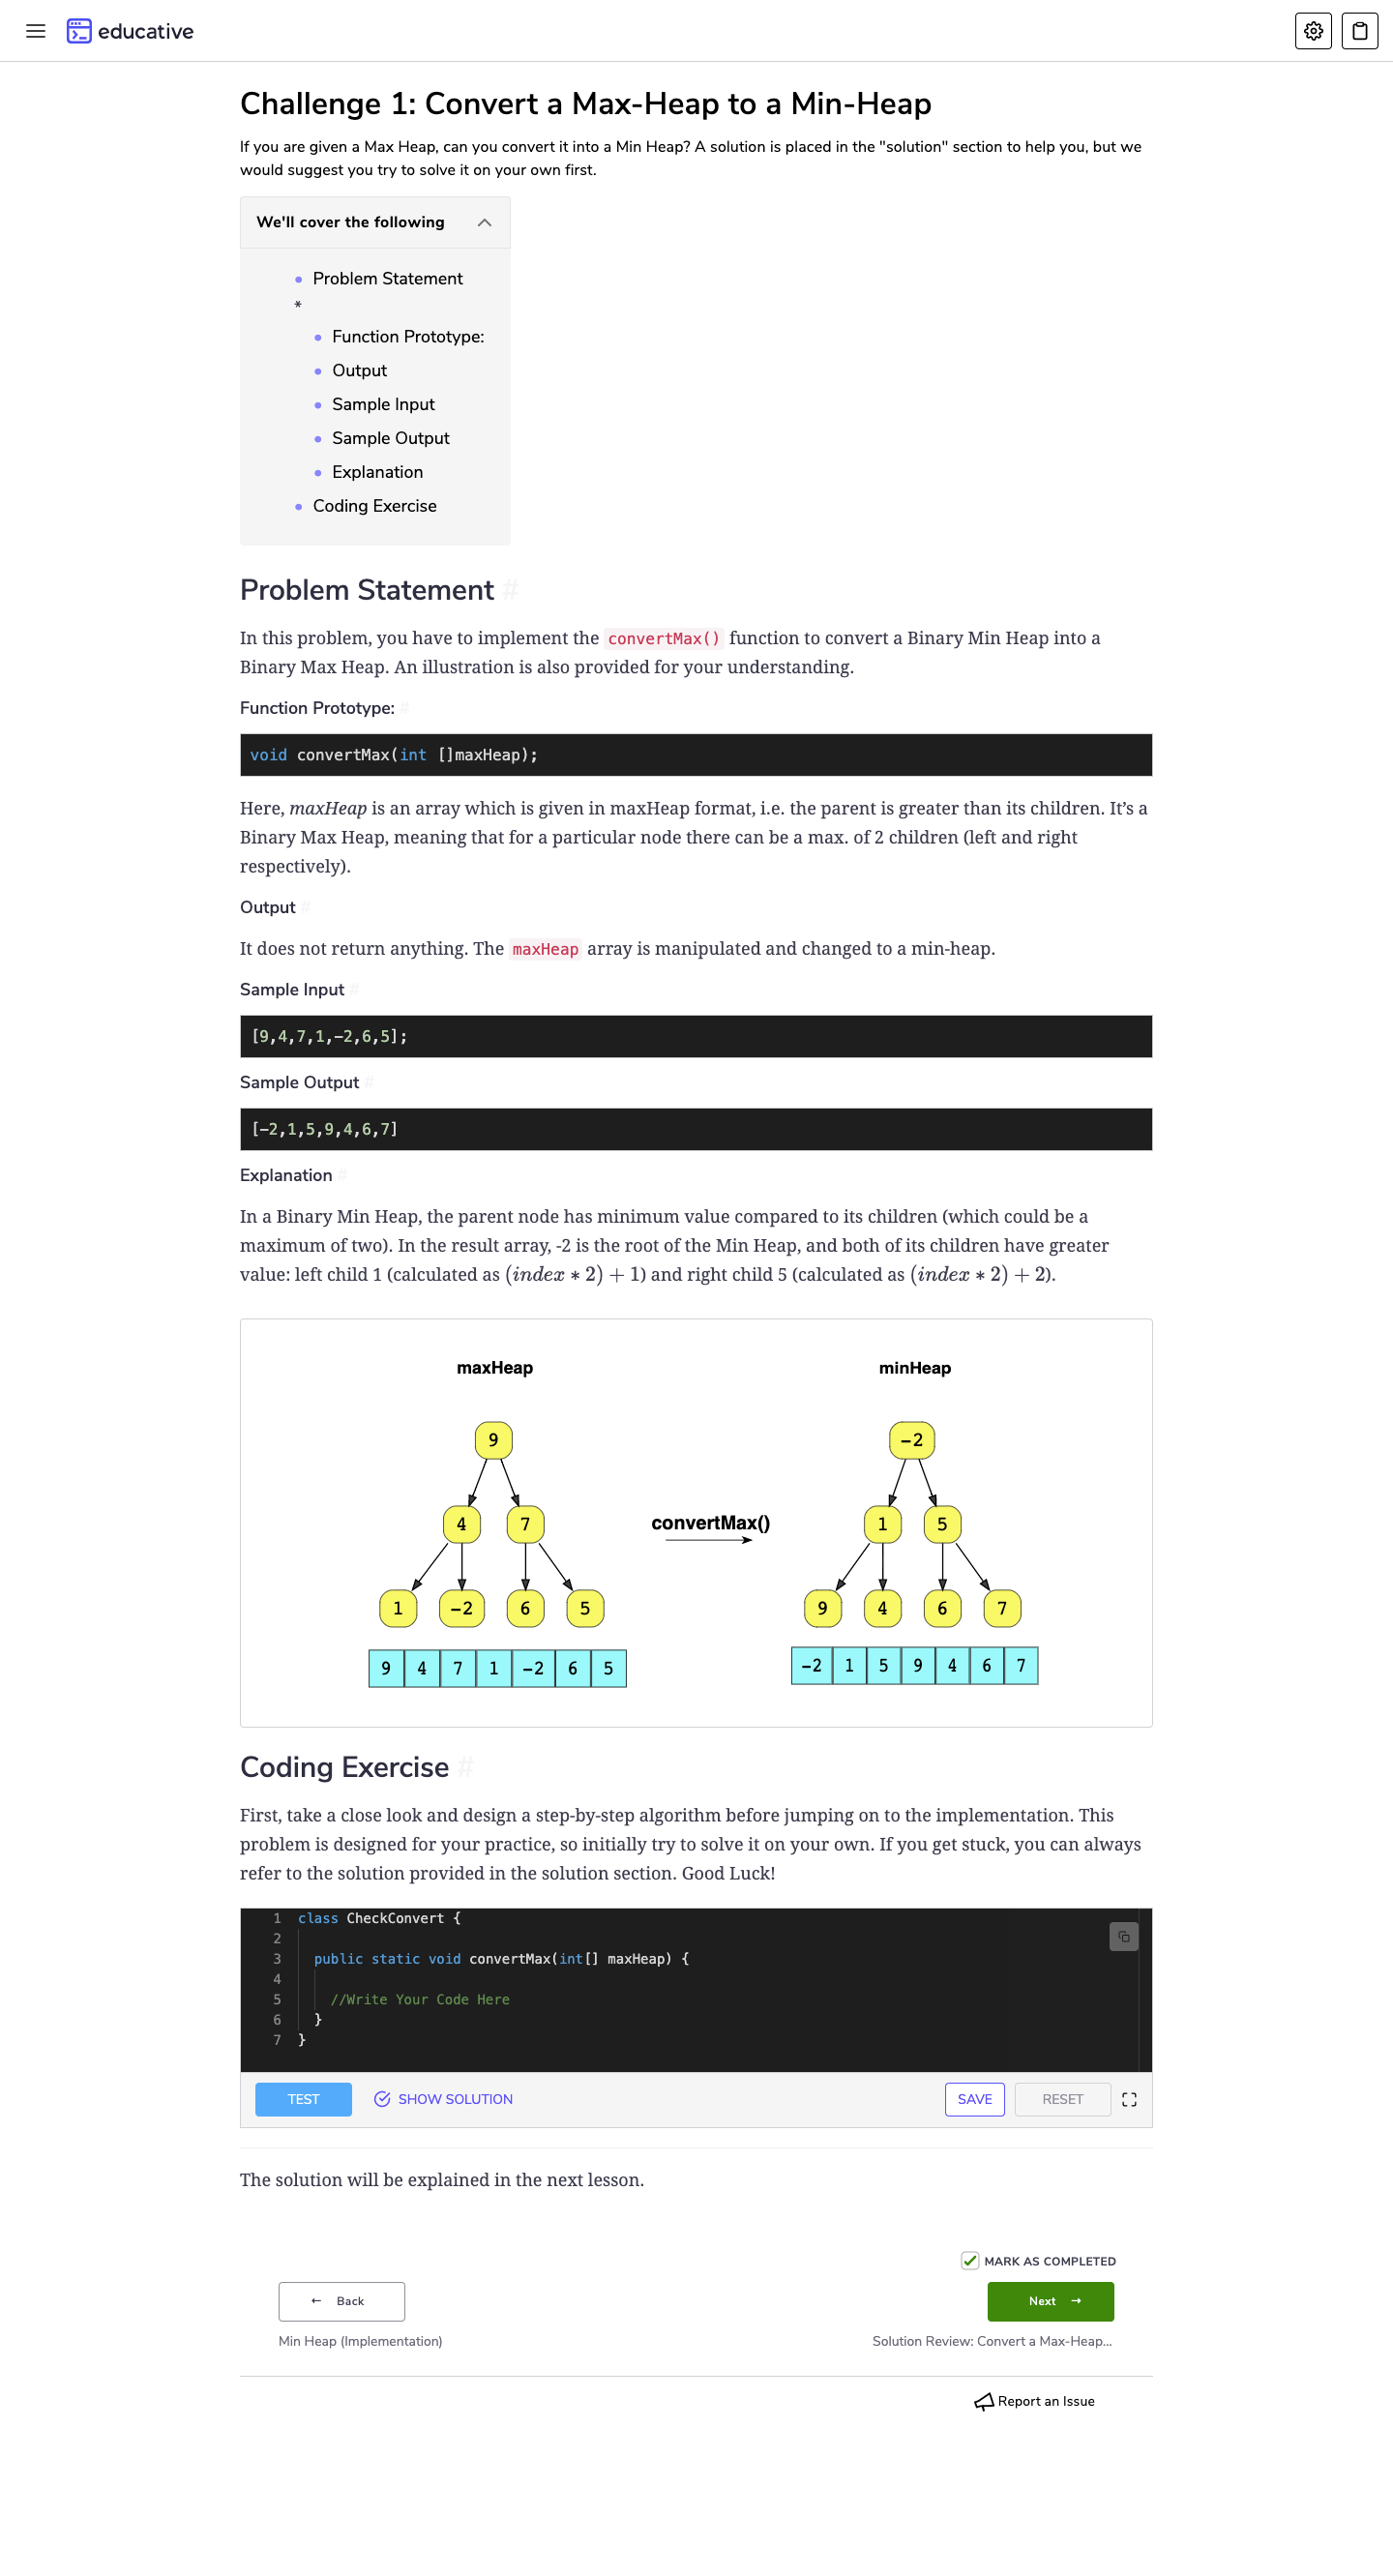 educative
Challenge 1: Convert a Max-Heap to a Min-Heap
If you are given a Max Heap, can you convert it into a Min Heap? A solution is placed in the "solution" section to help you, but we
would suggest you try to solve it on your own first.
We'll cover the following
Problem Statement
*
Function Prototype:
Output
Sample Input
Sample Output
Explanation
Coding Exercise
Problem Statement #
In this problem, you have to implement the convertMax() function to convert a Binary Min Heap into a
Binary Max Heap. An illustration is also provided for your understanding.
Function Prototype: #
void convertMax(int []maxHeap);
Here, maxHeap is an array which is given in maxHeap format, i.e. the parent is greater than its children. It’s a
Binary Max Heap, meaning that for a particular node there can be a max. of 2 children (left and right
respectively).
Output #
It does not return anything. The maxHeap array is manipulated and changed to a min-heap.
Sample Input #
[9,4,7,1,-2,6,5];
Sample Output #
[-2,1,5,9,4,6,7]
Explanation #
In a Binary Min Heap, the parent node has minimum value compared to its children (which could be a
maximum of two). In the result array, -2 is the root of the Min Heap, and both of its children have greater
value: left child 1 (calculated as (index * 2) + 1) and right child 5 (calculated as (index * 2) + 2).
maxHeap
minHeap
9
-2
4 7
convertMax()
1 5
1 -2 6 5
9 4 6 7
9 4 7 1 -2 6 5
-2 1 5 9 4 6 7
Coding Exercise #
First, take a close look and design a step-by-step algorithm before jumping on to the implementation. This
problem is designed for your practice, so initially try to solve it on your own. If you get stuck, you can always
refer to the solution provided in the solution section. Good Luck!
1 class CheckConvert {
2
3 public static void convertMax(int[] maxHeap) {
4
5 //Write Your Code Here
6 }
7 }
TEST SHOW SOLUTION SAVE RESET
The solution will be explained in the next lesson.
MARK AS COMPLETED
← Back
Next →
Min Heap (Implementation)
Solution Review: Convert a Max-Heap...
Report an Issue